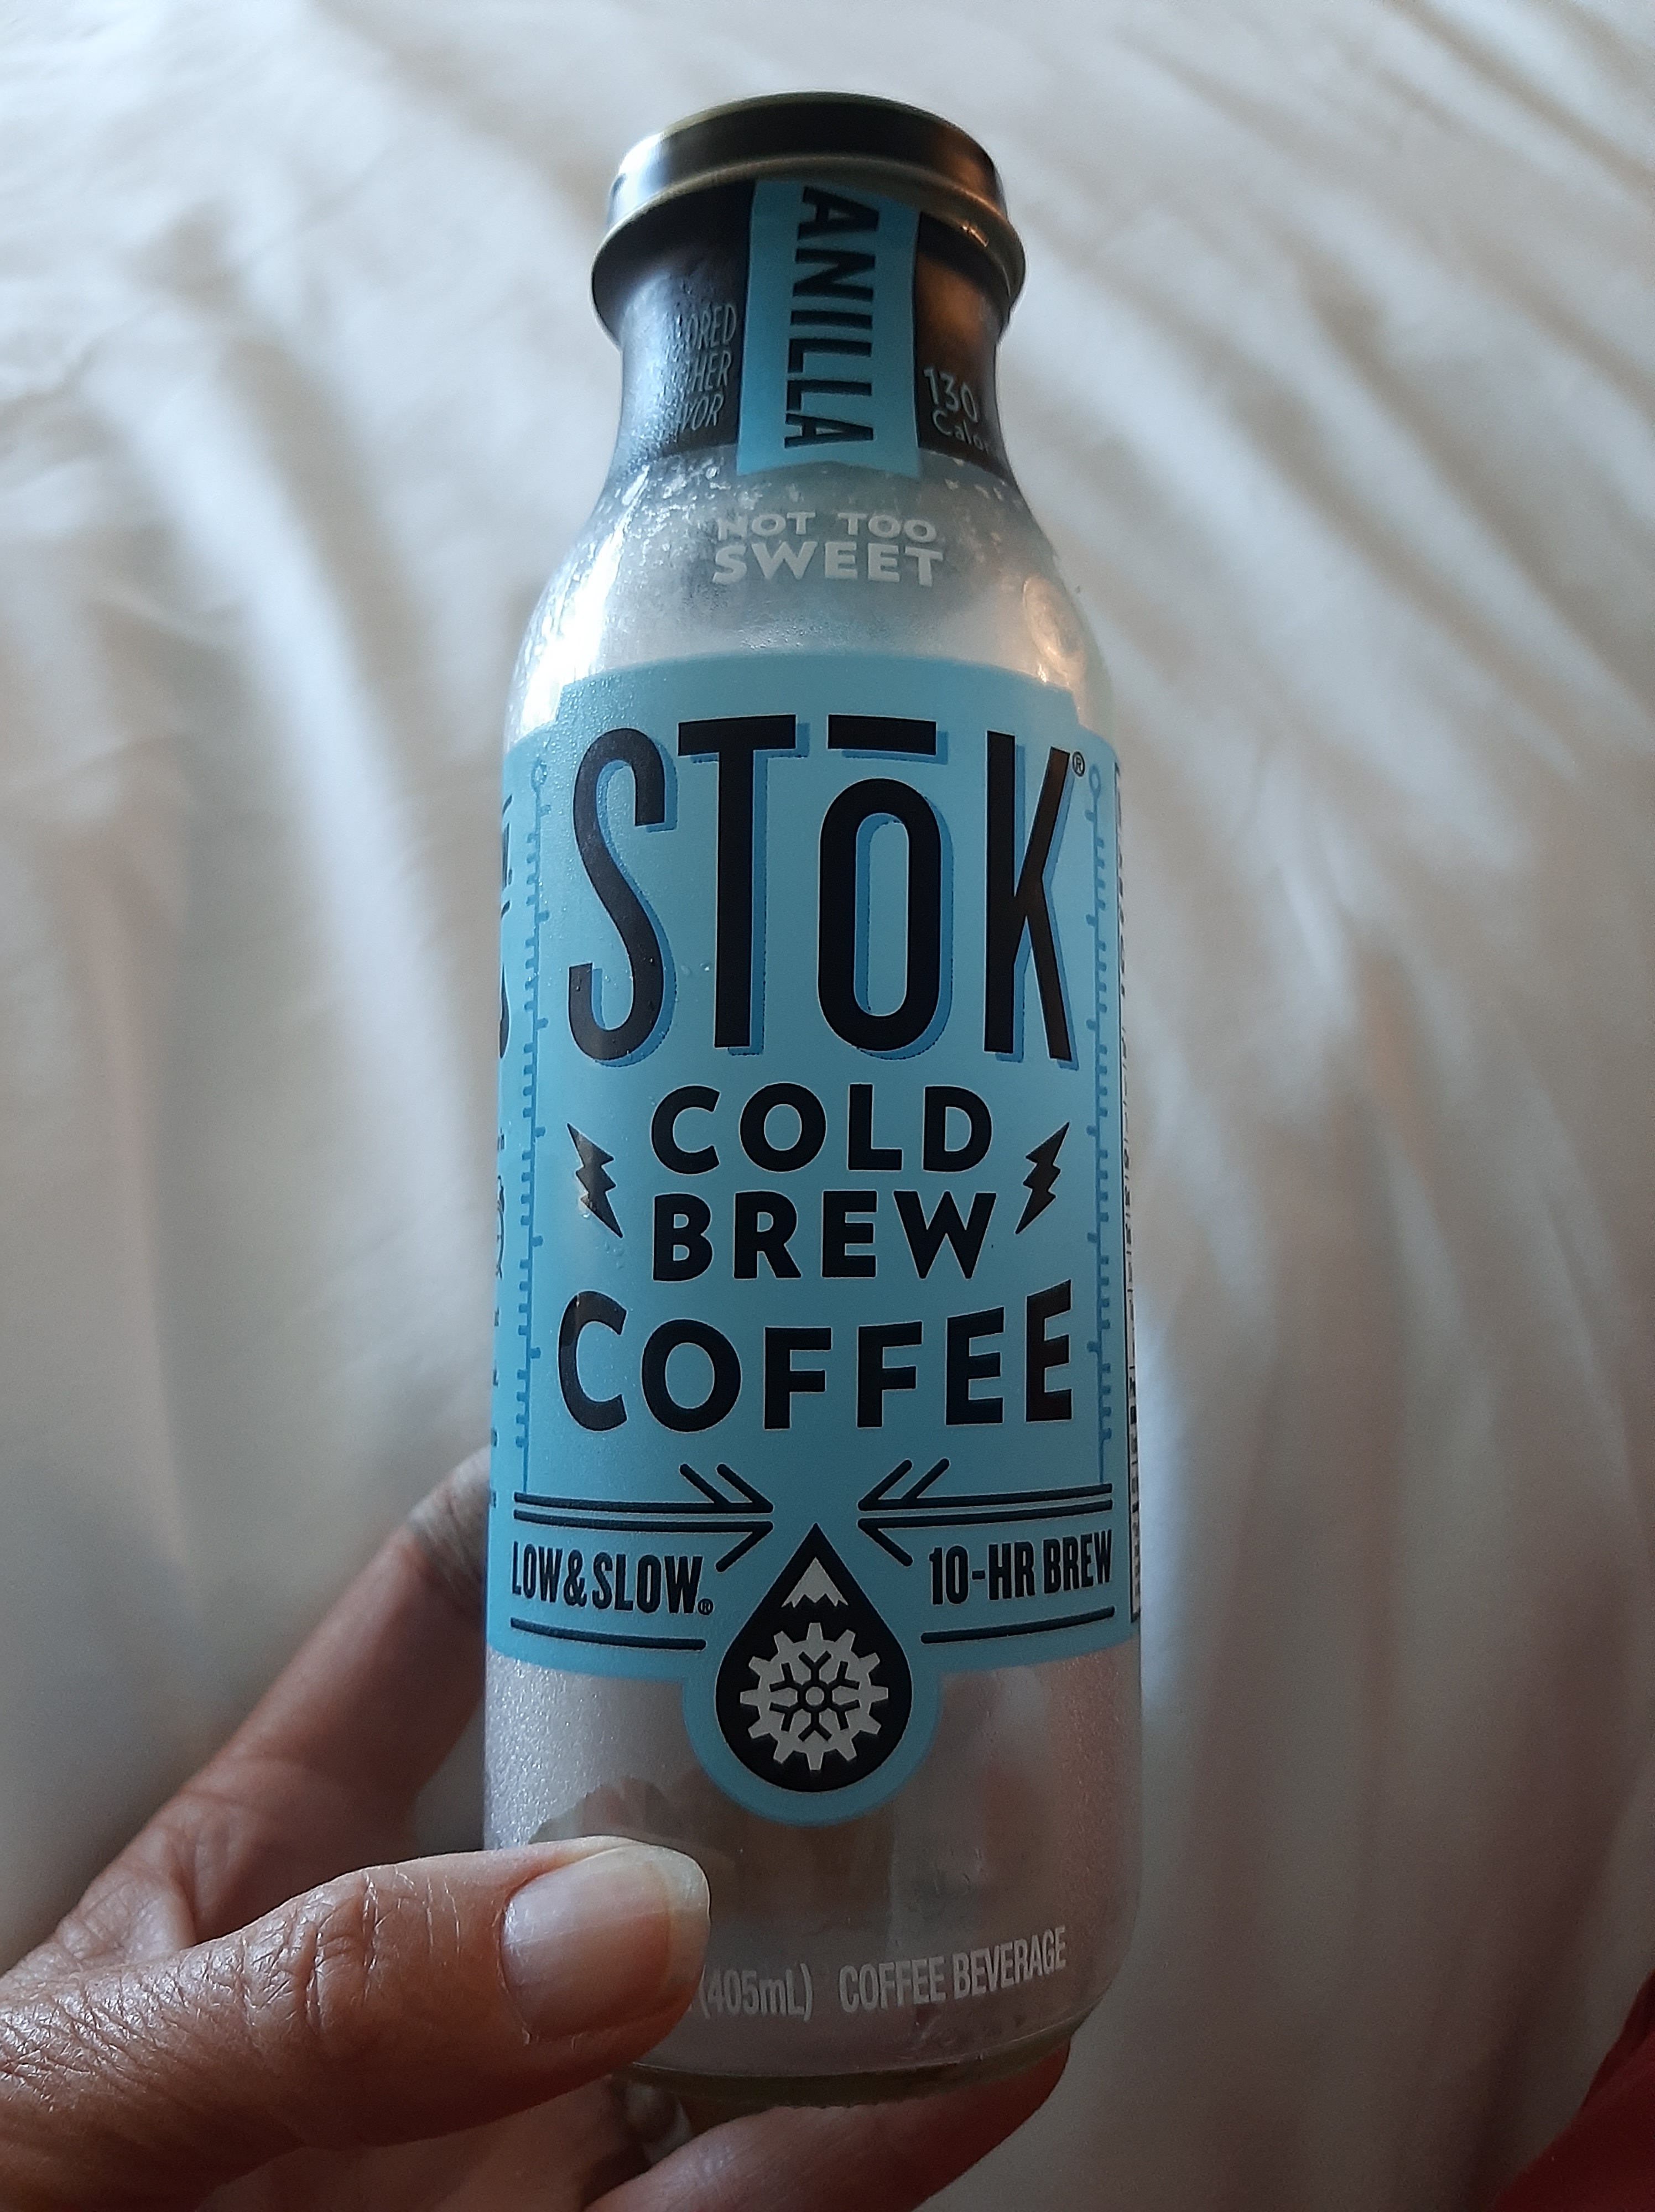 ANILLA
130
NOT TOO
SWEET
STŌK®
COLD
BREW
COFFEE
LOW&SLOW®
10-HR BREW
(405mL) COFFEE BEVERAGE